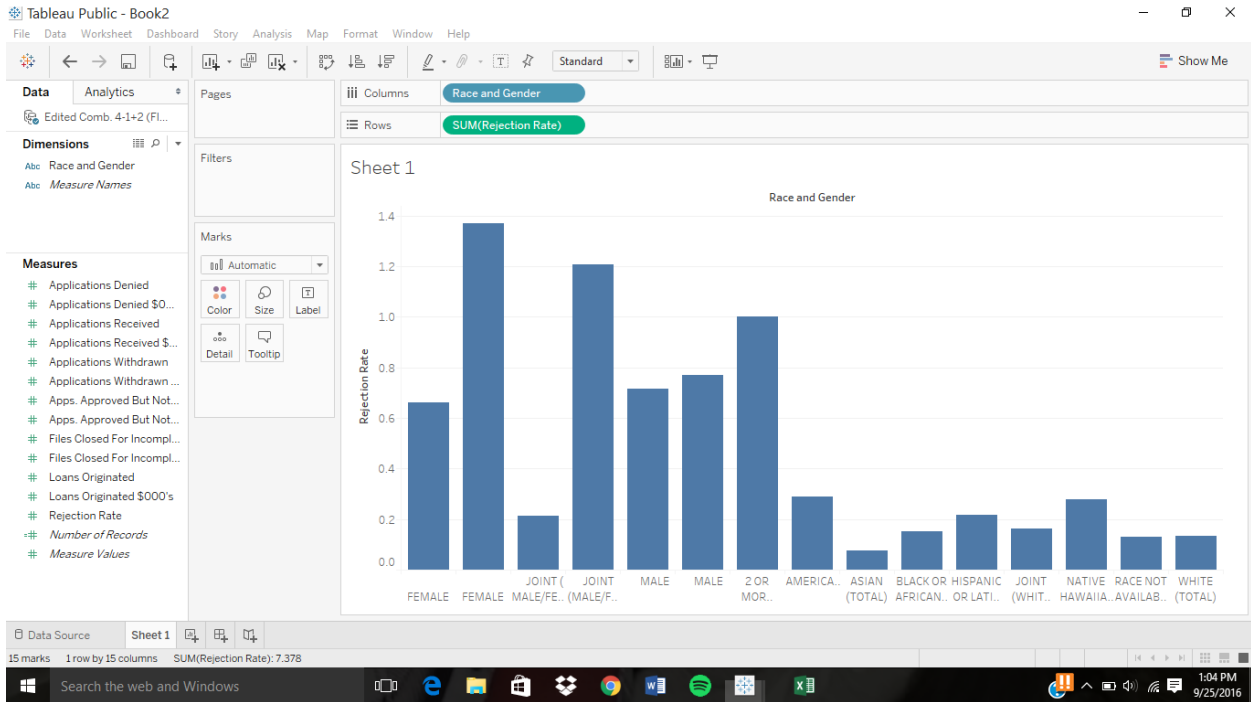 Tableau Public - Book2
File Data Worksheet Dashboard Story Analysis Map Format Window Help
Standard
Show Me
Data Analytics
Edited Comb. 4-1+2 (Fl...
Dimensions
Abc Race and Gender
Abc Measure Names
Measures
# Applications Denied
# Applications Denied $0...
# Applications Received
# Applications Received $...
# Applications Withdrawn
# Applications Withdrawn ...
# Apps. Approved But Not...
# Apps. Approved But Not...
# Files Closed For Incompl...
# Files Closed For Incompl...
# Loans Originated
# Loans Originated $000's
# Rejection Rate
=# Number of Records
# Measure Values
Pages
Filters
Marks
Automatic
Color Size Label
Detail Tooltip
Columns Race and Gender
Rows SUM(Rejection Rate)
Sheet 1
Race and Gender
Rejection Rate
1.4
1.2
1.0
0.8
0.6
0.4
0.2
0.0
FEMALE
FEMALE
JOINT (
MALE/FE..
JOINT
(MALE/F..
MALE
MALE
2 OR
MOR..
AMERICA..
ASIAN
(TOTAL)
BLACK OR
AFRICAN..
HISPANIC
OR LATI..
JOINT
(WHIT..
NATIVE
HAWAIIA..
RACE NOT
AVAILAB..
WHITE
(TOTAL)
Data Source Sheet 1
15 marks 1 row by 15 columns SUM(Rejection Rate): 7.378
Search the web and Windows
1:04 PM
9/25/2016